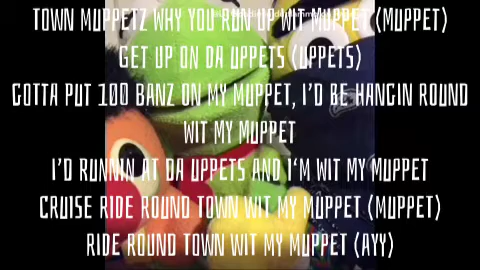 TOWN MUPPETZ WHY YOU RUN UP WIT MUPPET (MUPPET)
GET UP ON DA UPPETS (UPPETS)
GOTTA PUT 100 BANZ ON MY MUPPET, I'D BE HANGIN ROUND
WIT MY MUPPET
I'D RUNNIN AT DA UPPETS AND I'M WIT MY MUPPET
CRUISE RIDE ROUND TOWN WIT MY MUPPET (MUPPET)
RIDE ROUND TOWN WIT MY MUPPET (AYY)